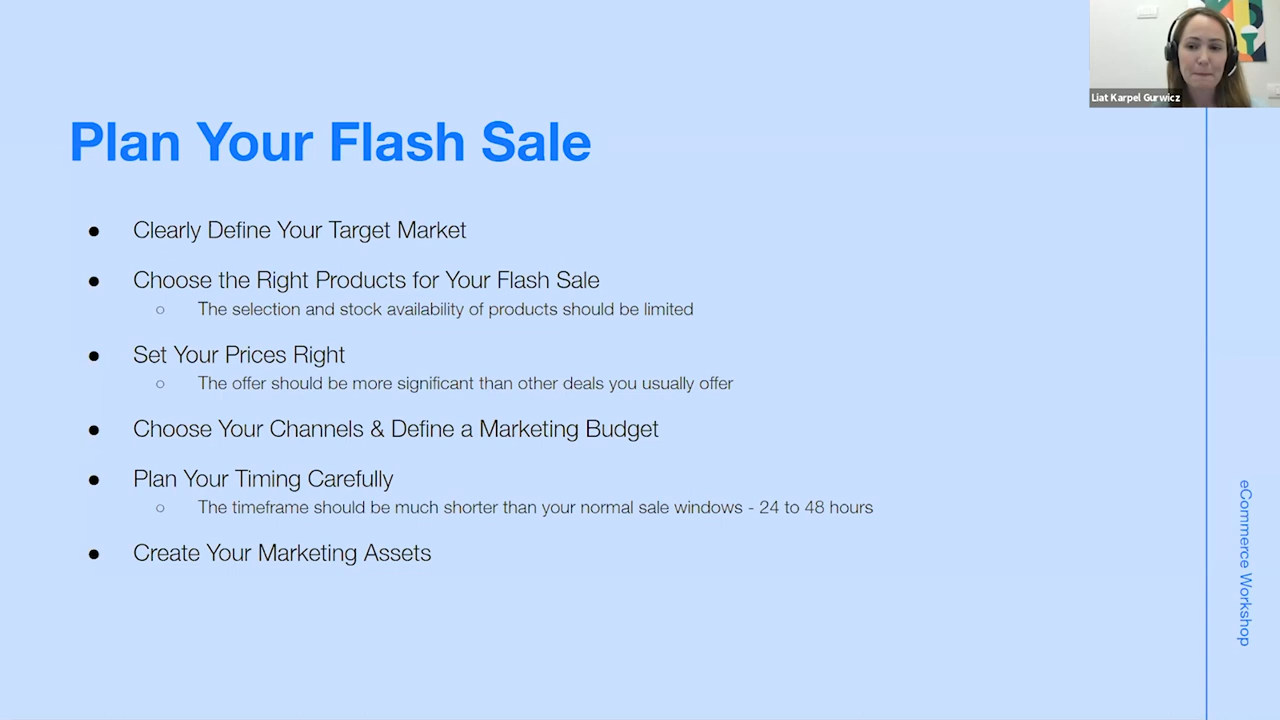 Liat Karpel Gurwicz
Plan Your Flash Sale
● Clearly Define Your Target Market
● Choose the Right Products for Your Flash Sale
○ The selection and stock availability of products should be limited
● Set Your Prices Right
○ The offer should be more significant than other deals you usually offer
● Choose Your Channels & Define a Marketing Budget
● Plan Your Timing Carefully
○ The timeframe should be much shorter than your normal sale windows - 24 to 48 hours
● Create Your Marketing Assets
eCommerce Workshop